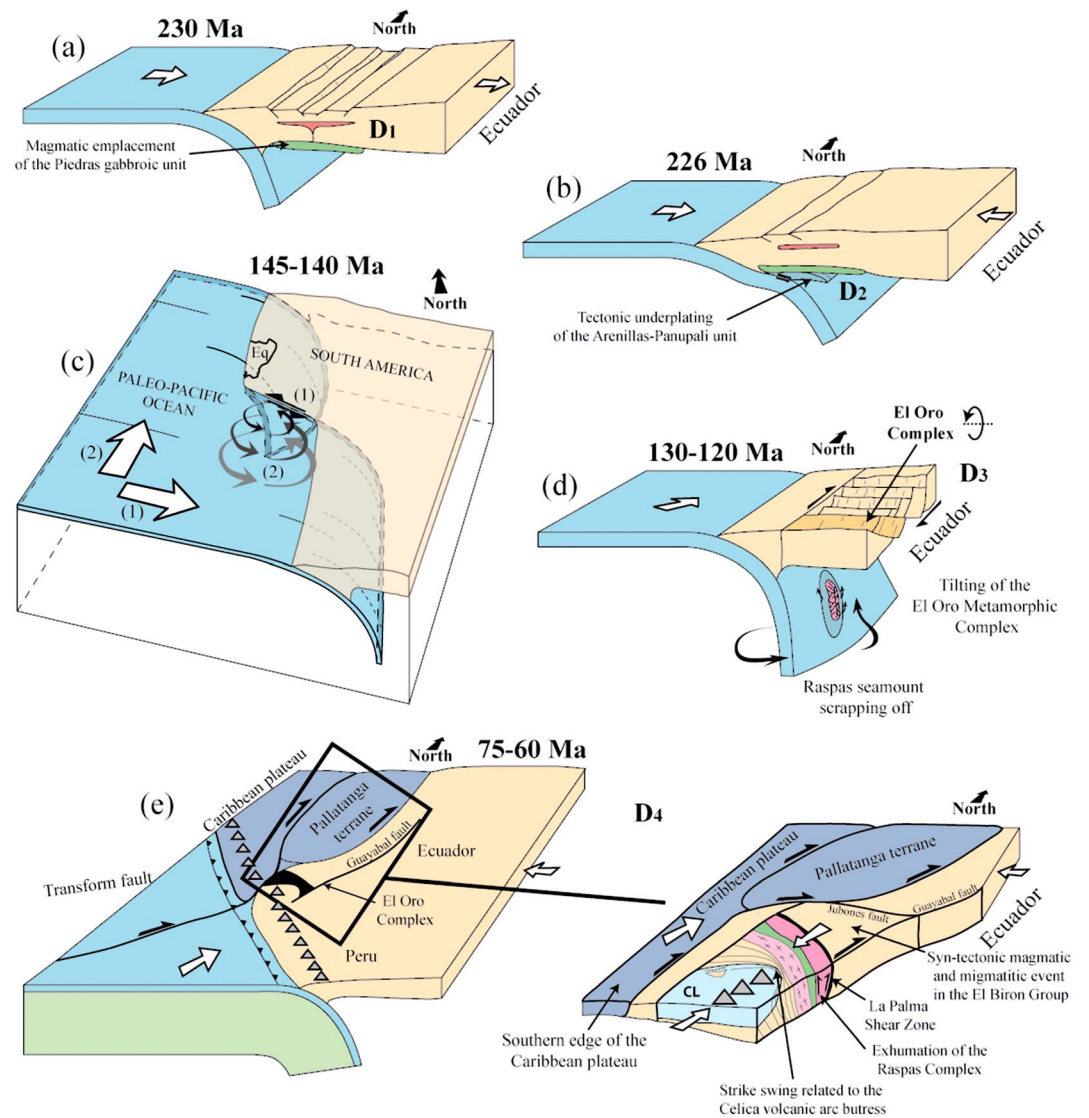 (a)
230 Ma
North
Magmatic emplacement
of the Piedras gabbroic unit
D1
Ecuador
(b)
226 Ma
North
D2
Ecuador
Tectonic underplating
of the Arenillas-Panupali unit
(c)
145-140 Ma
North
Eq
SOUTH AMERICA
PALEO-PACIFIC
OCEAN
(1)
(2)
(2)
(1)
(d)
130-120 Ma
North
El Oro
Complex
D3
Ecuador
Tilting of the
El Oro Metamorphic
Complex
Raspas seamount
scrapping off
(e)
75-60 Ma
North
Caribbean plateau
Pallatanga
terrane
Guayabal fault
Ecuador
Transform fault
El Oro
Complex
Peru
D4
North
Caribbean plateau
Pallatanga terrane
Jubones fault
Guayabal fault
Ecuador
CL
Syn-tectonic magmatic
and migmatitic event
in the El Biron Group
La Palma
Shear Zone
Exhumation of the
Raspas Complex
Southern edge of the
Caribbean plateau
Strike swing related to the
Celica volcanic arc butress